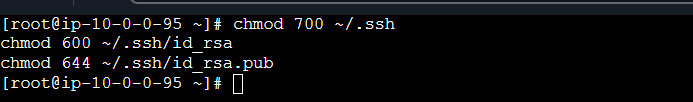 [root@ip-10-0-0-95 ~]# chmod 700 ~/.ssh
chmod 600 ~/.ssh/id_rsa
chmod 644 ~/.ssh/id_rsa.pub
[root@ip-10-0-0-95 ~]#